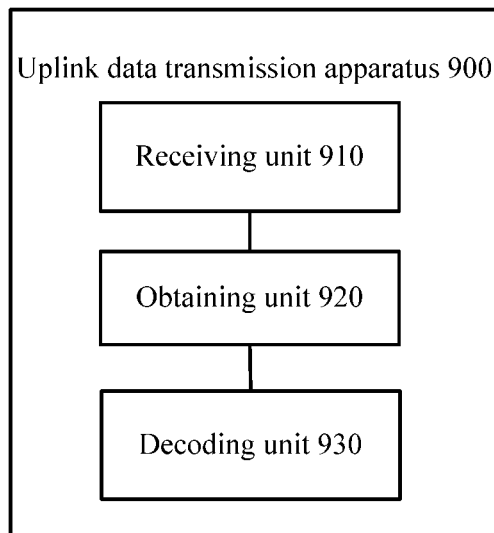 Uplink data transmission apparatus 900
Receiving unit 910
Obtaining unit 920
Decoding unit 930